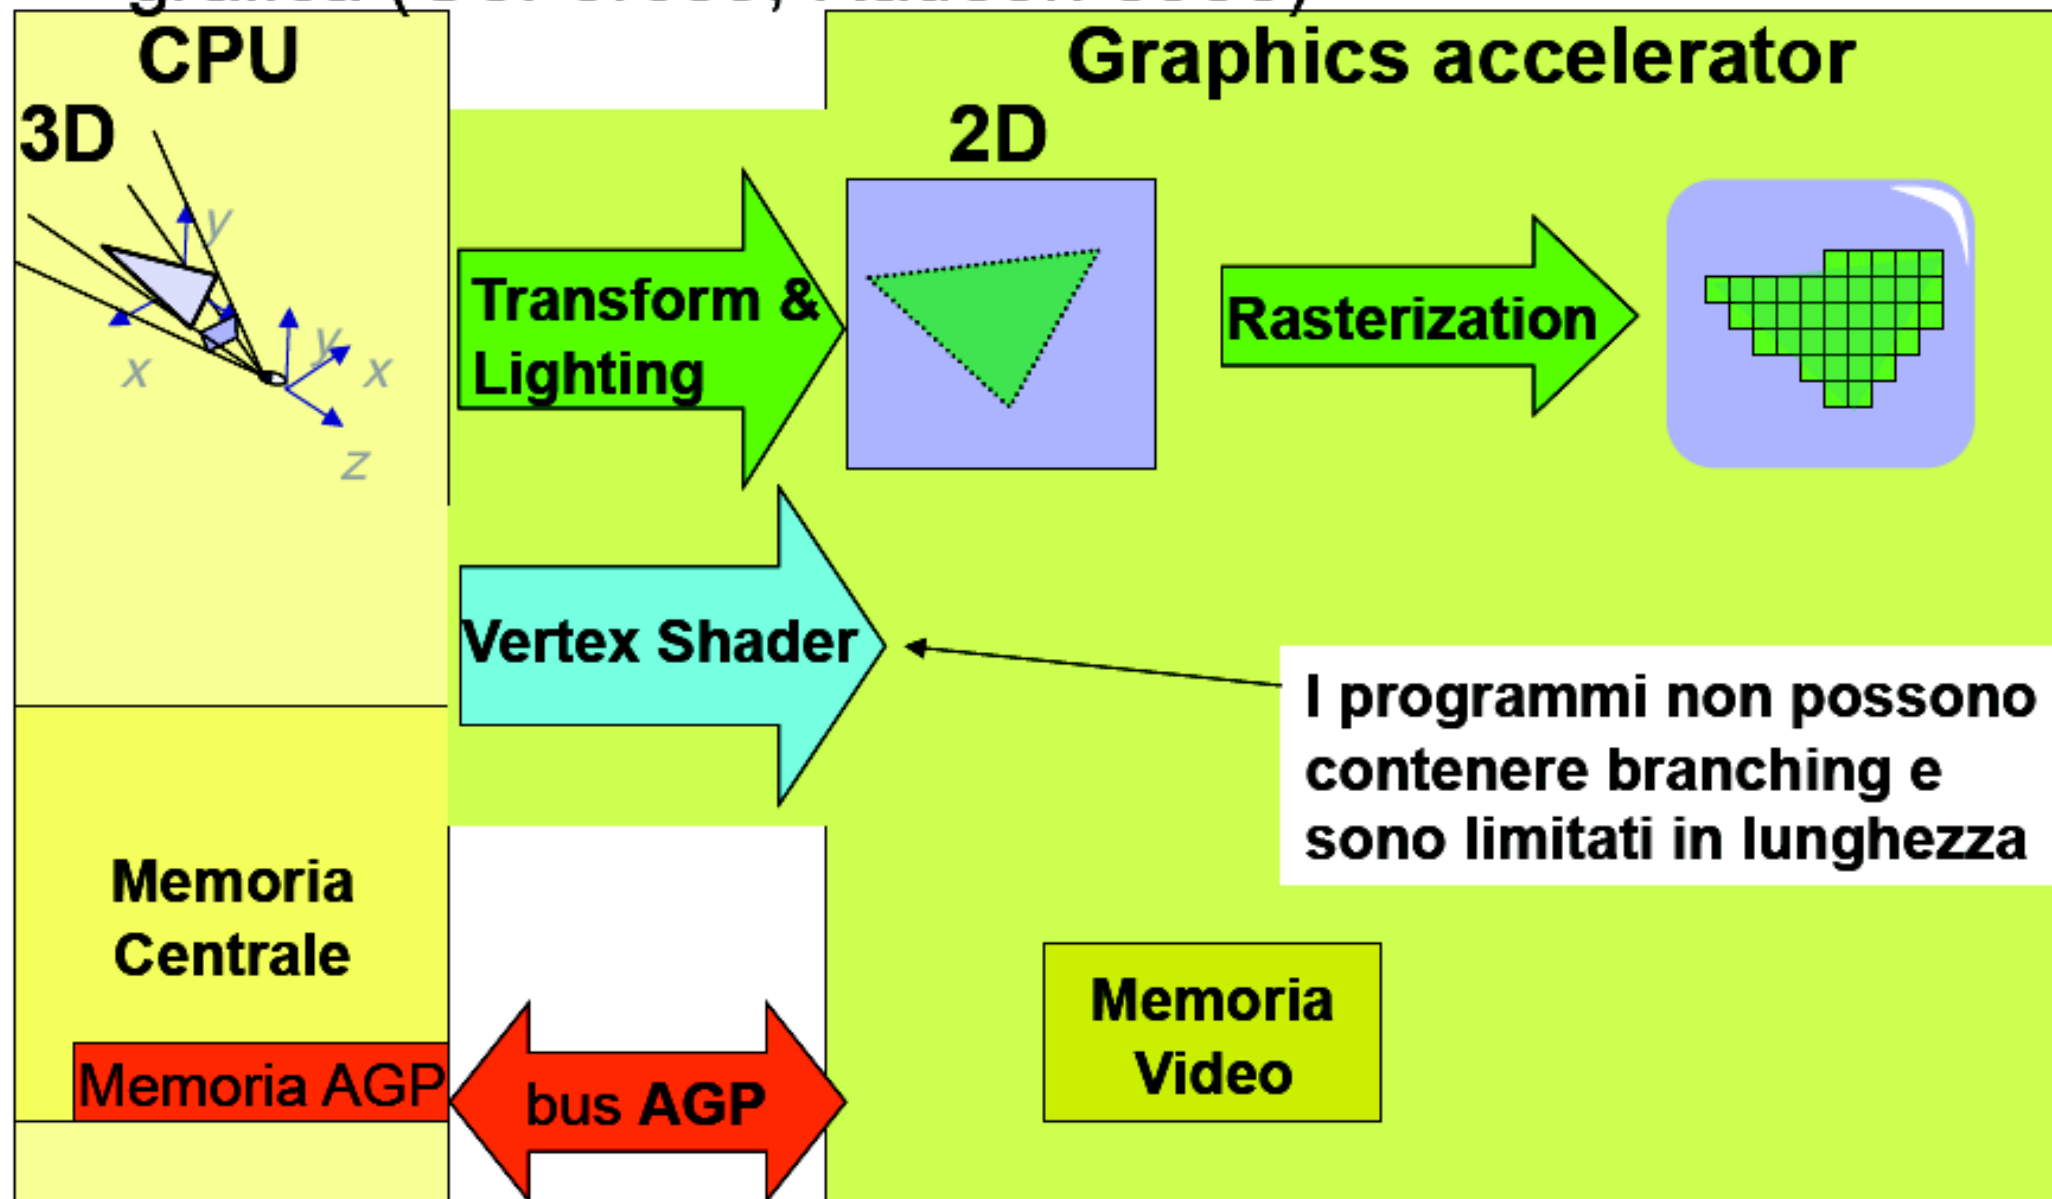 CPU
Graphics accelerator
3D
2D
y
x
y
x
z
Transform &
Lighting
Rasterization
Vertex Shader
I programmi non possono
contenere branching e
sono limitati in lunghezza
Memoria
Centrale
Memoria AGP
bus AGP
Memoria
Video